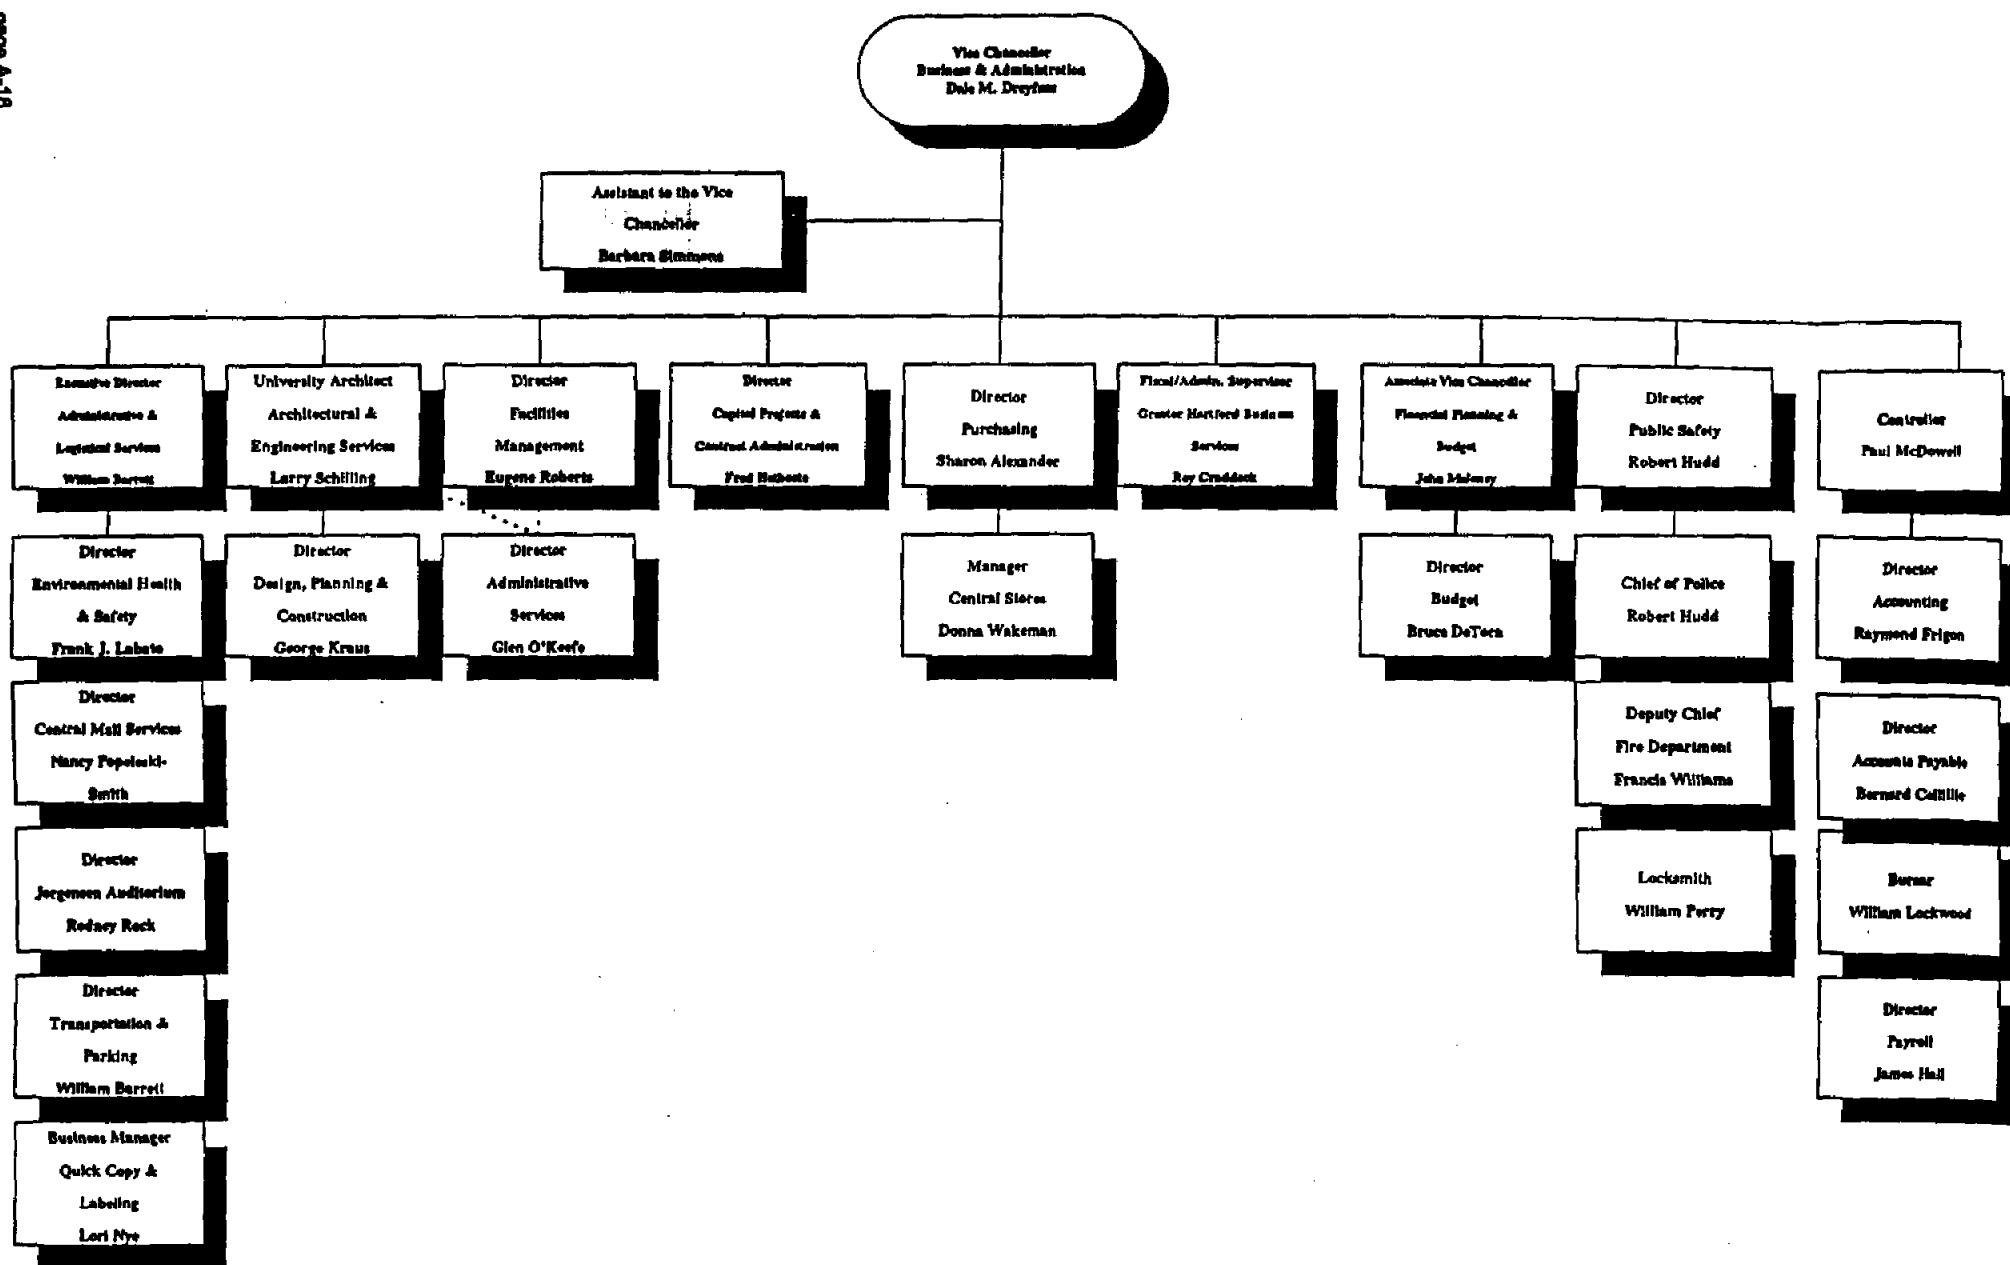 page A-18
Vice Chancellor
Business & Administration
Dale M. Dreyfuss
Assistant to the Vice
Chancellor
Barbara Simmons
Executive Director
Administrative &
Logistical Services
William Barrett
University Architect
Architectural &
Engineering Services
Larry Schilling
Director
Facilities
Management
Eugene Roberts
Director
Capital Projects &
Contract Administration
Fred
Director
Purchasing
Sharon Alexander
Fiscal/Admin. Supervisor
Greater Hartford Business
Services
Roy Craddock
Associate Vice Chancellor
Financial Planning &
Budget
John Maloney
Director
Public Safety
Robert Hudd
Controller
Paul McDowell
Director
Environmental Health
& Safety
Frank J. Labato
Director
Design, Planning &
Construction
George Kraus
Director
Administrative
Services
Glen O'Keefe
Manager
Central Stores
Donna Wakeman
Director
Budget
Bruce DeTora
Chief of Police
Robert Hudd
Director
Accounting
Raymond Frigon
Director
Central Mail Services
Nancy
Smith
Deputy Chief
Fire Department
Francis Williams
Director
Accounts Payable
Bernard
Director
Jorgensen Auditorium
Rodney Rock
Locksmith
William Perry
Bursar
William Lockwood
Director
Transportation &
Parking
William Barrett
Director
Payroll
James Hall
Business Manager
Quick Copy &
Labeling
Lori Nye